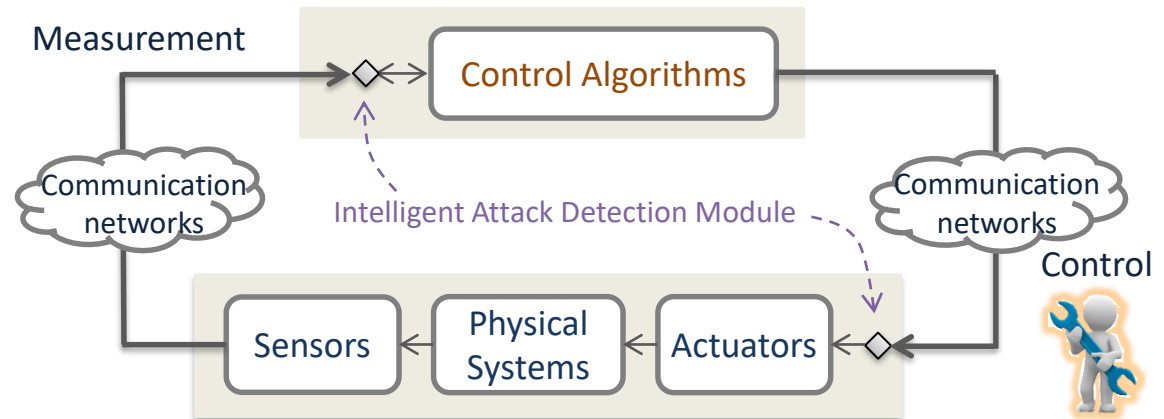 Measurement
Control Algorithms
Communication
networks
Communication
networks
Intelligent Attack Detection Module
Control
Sensors
Physical
Systems
Actuators